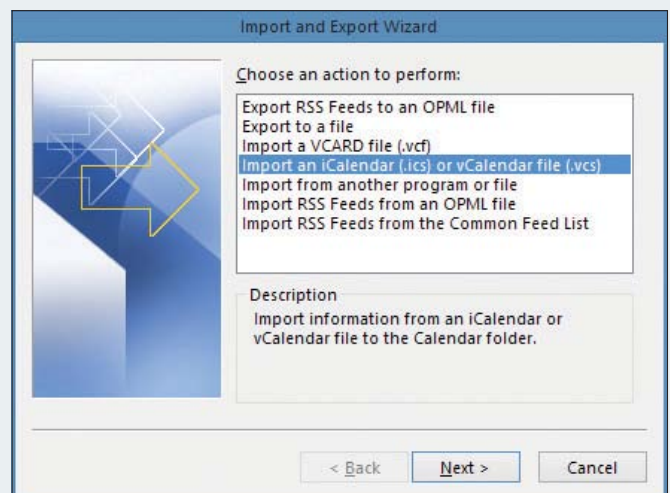 Import and Export Wizard
Choose an action to perform:
Export RSS Feeds to an OPML file
Export to a file
Import a VCARD file (.vcf)
Import an iCalendar (.ics) or vCalendar file (.vcs)
Import from another program or file
Import RSS Feeds from an OPML file
Import RSS Feeds from the Common Feed List
Description
Import information from an iCalendar or
vCalendar file to the Calendar folder.
< Back Next > Cancel